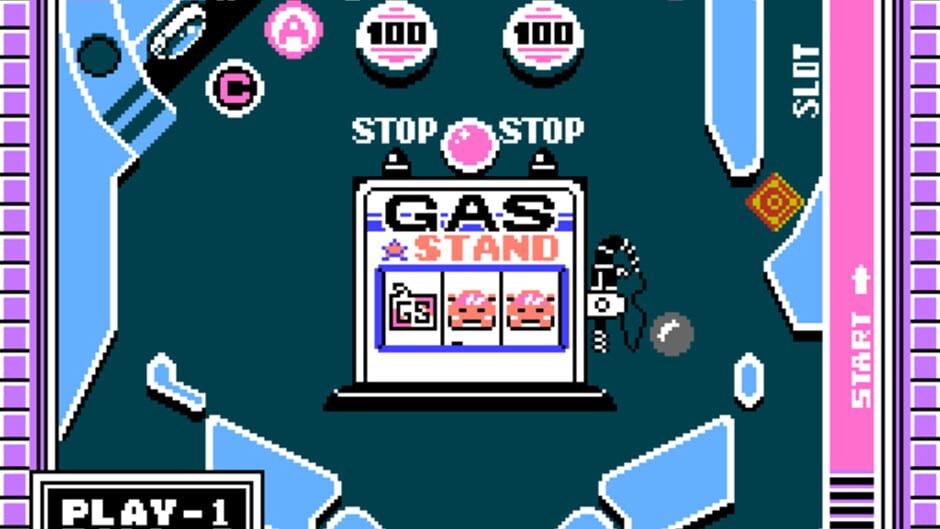 A
100
100
C
SLOT
STOP
STOP
GAS
STAND
GS
START
PLAY-1